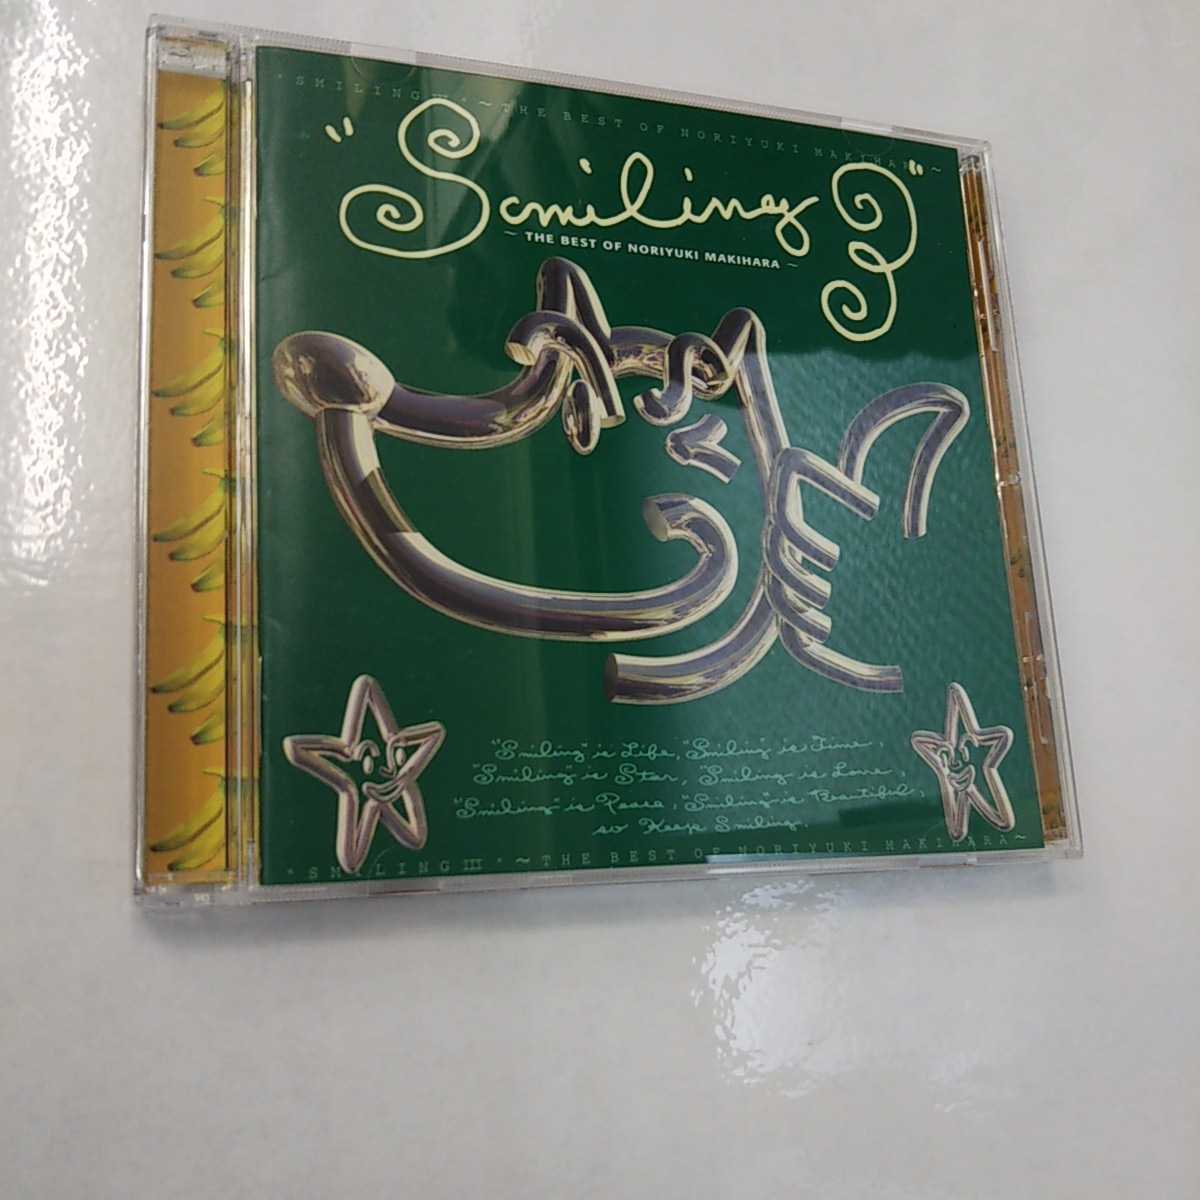 " SMILING III " ~ THE BEST OF NORIYUKI MAKIHARA ~
"Smiling 3"
~ THE BEST OF NORIYUKI MAKIHARA ~
"Smiling" is Life, "Smiling" is Time,
"Smiling" is Star, "Smiling" is Love,
"Smiling" is Peace, "Smiling" is Beautiful,
so Keep Smiling.
" SMILING III " ~ THE BEST OF NORIYUKI MAKIHARA ~